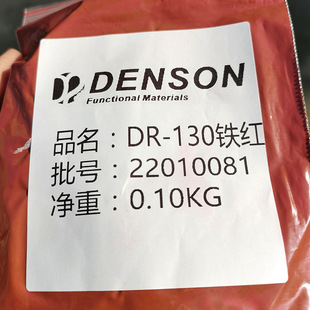 DENSON
Functional Materials
品名：DR-130铁红
批号：22010081
净重：0.10KG